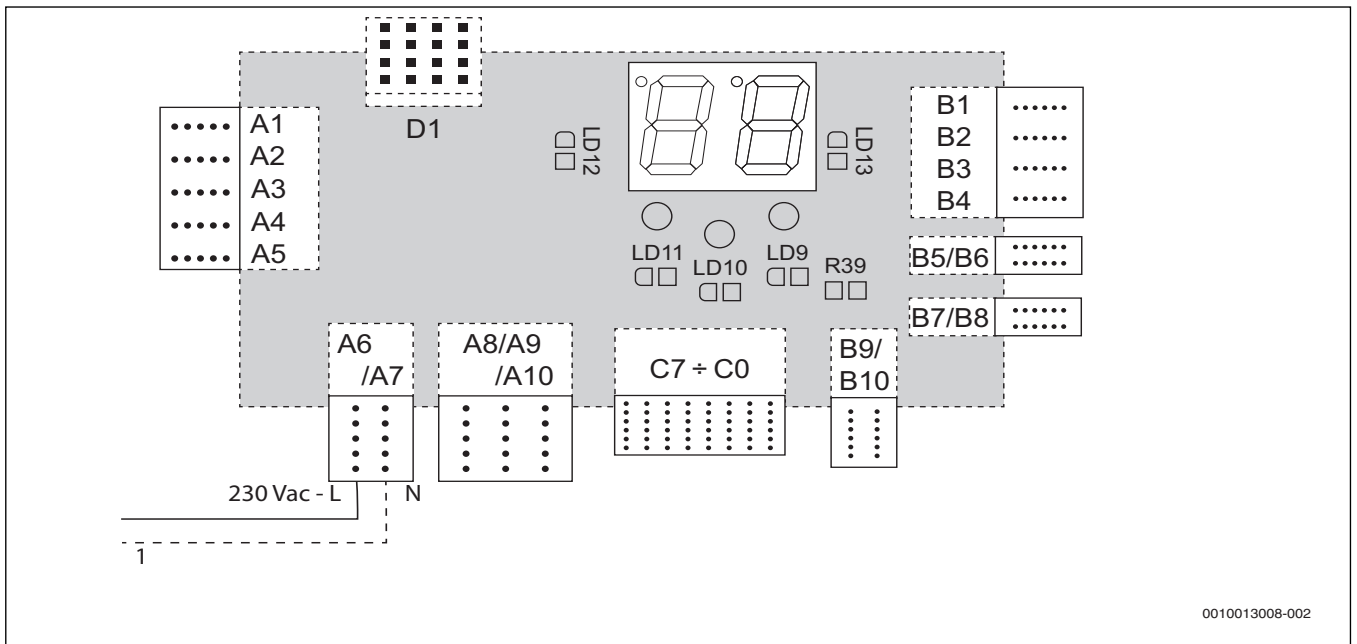 D1
A1
A2
A3
A4
A5
LD12
LD13
B1
B2
B3
B4
LD11
LD10
LD9
R39
B5/B6
B7/B8
A6
/A7
A8/A9
/A10
C7 ÷ C0
B9/
B10
230 Vac - L
N
1
0010013008-002